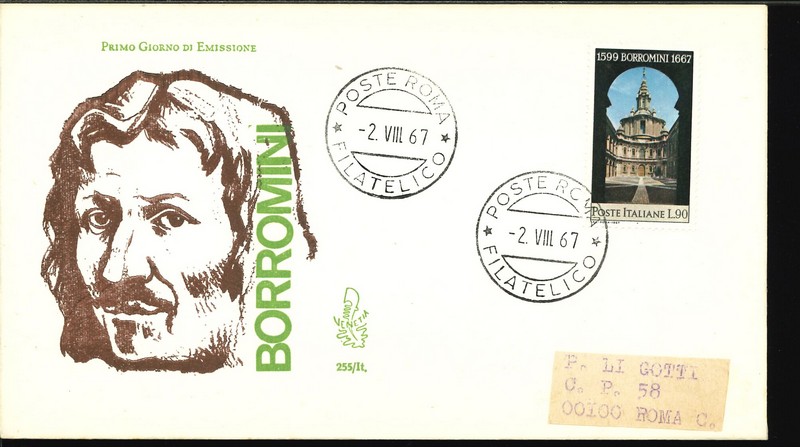 PRIMO GIORNO DI EMISSIONE
BORROMINI
VENETIA
255/It.
POSTE ROMA
-2. VIII. 67
★ FILATELICO ★
POSTE ROMA
-2. VIII. 67
★ FILATELICO ★
1599 BORROMINI 1667
POSTE ITALIANE L.90
P. LI GOTTI
C. P. 58
00100 ROMA C.